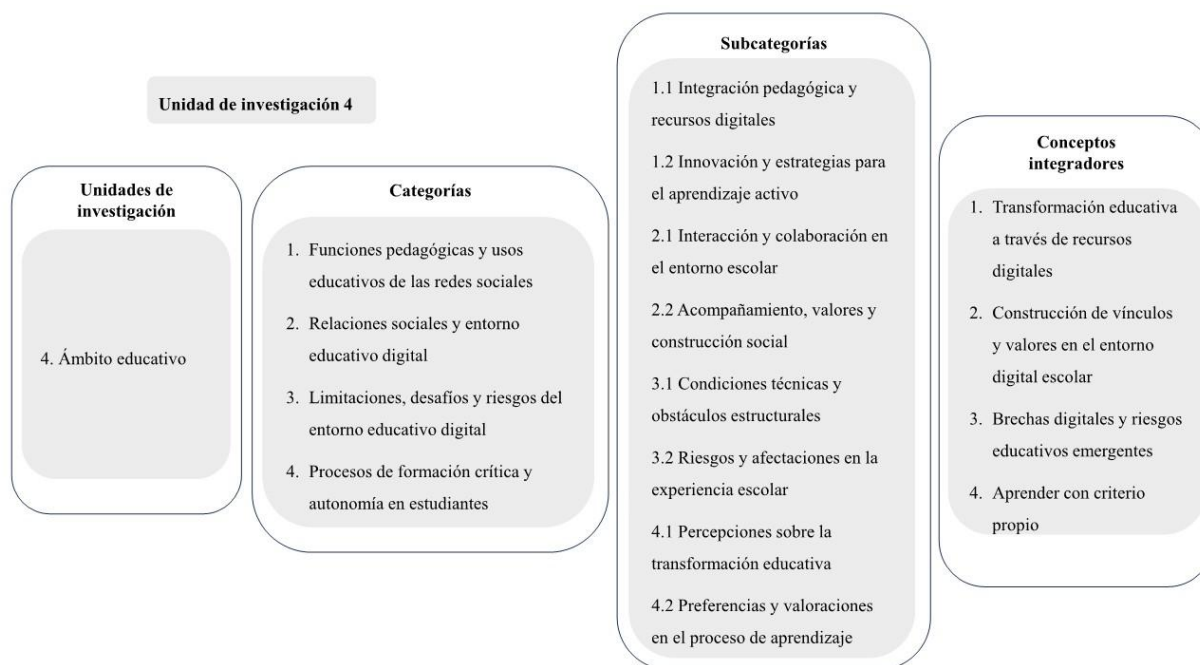 Unidad de investigación 4
Unidades de
investigación
4. Ámbito educativo
Categorías
1. Funciones pedagógicas y usos
educativos de las redes sociales
2. Relaciones sociales y entorno
educativo digital
3. Limitaciones, desafíos y riesgos del
entorno educativo digital
4. Procesos de formación crítica y
autonomía en estudiantes
Subcategorías
1.1 Integración pedagógica y
recursos digitales
1.2 Innovación y estrategias para
el aprendizaje activo
2.1 Interacción y colaboración en
el entorno escolar
2.2 Acompañamiento, valores y
construcción social
3.1 Condiciones técnicas y
obstáculos estructurales
3.2 Riesgos y afectaciones en la
experiencia escolar
4.1 Percepciones sobre la
transformación educativa
4.2 Preferencias y valoraciones
en el proceso de aprendizaje
Conceptos
integradores
1. Transformación educativa
a través de recursos
digitales
2. Construcción de vínculos
y valores en el entorno
digital escolar
3. Brechas digitales y riesgos
educativos emergentes
4. Aprender con criterio
propio